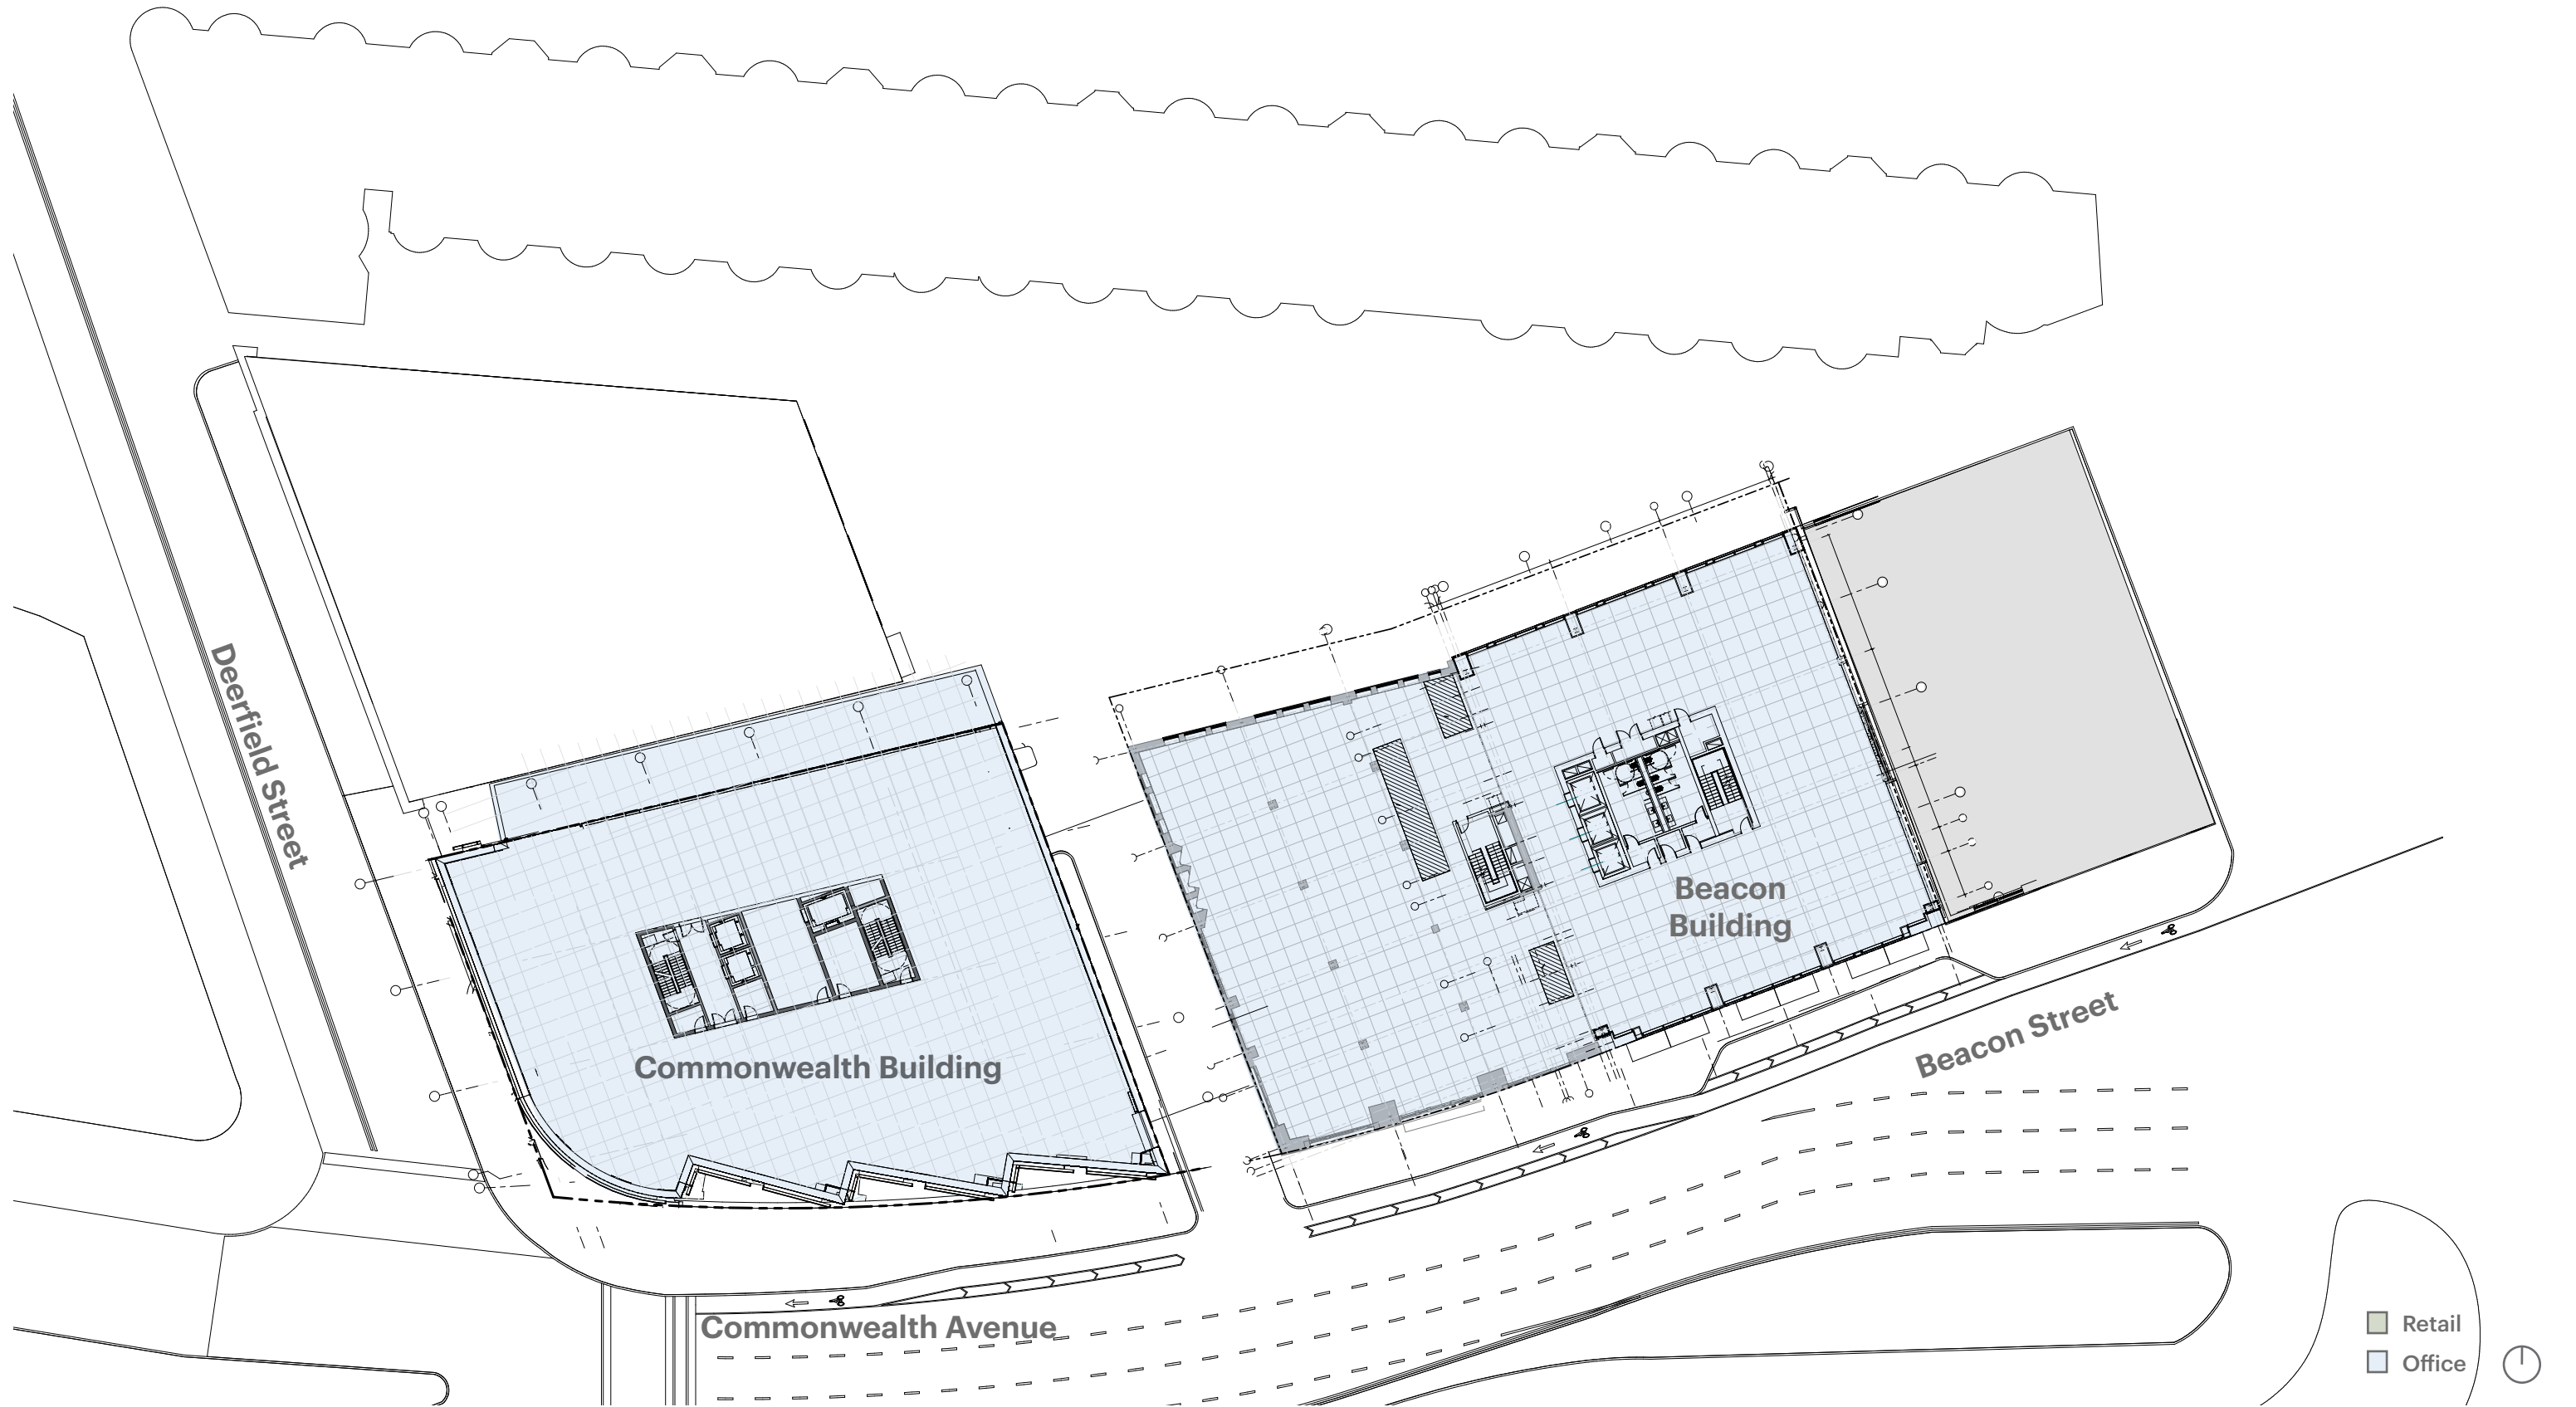 Deerfield Street
Beacon
Building
Commonwealth Building
Beacon Street
Commonwealth Avenue
Retail
Office